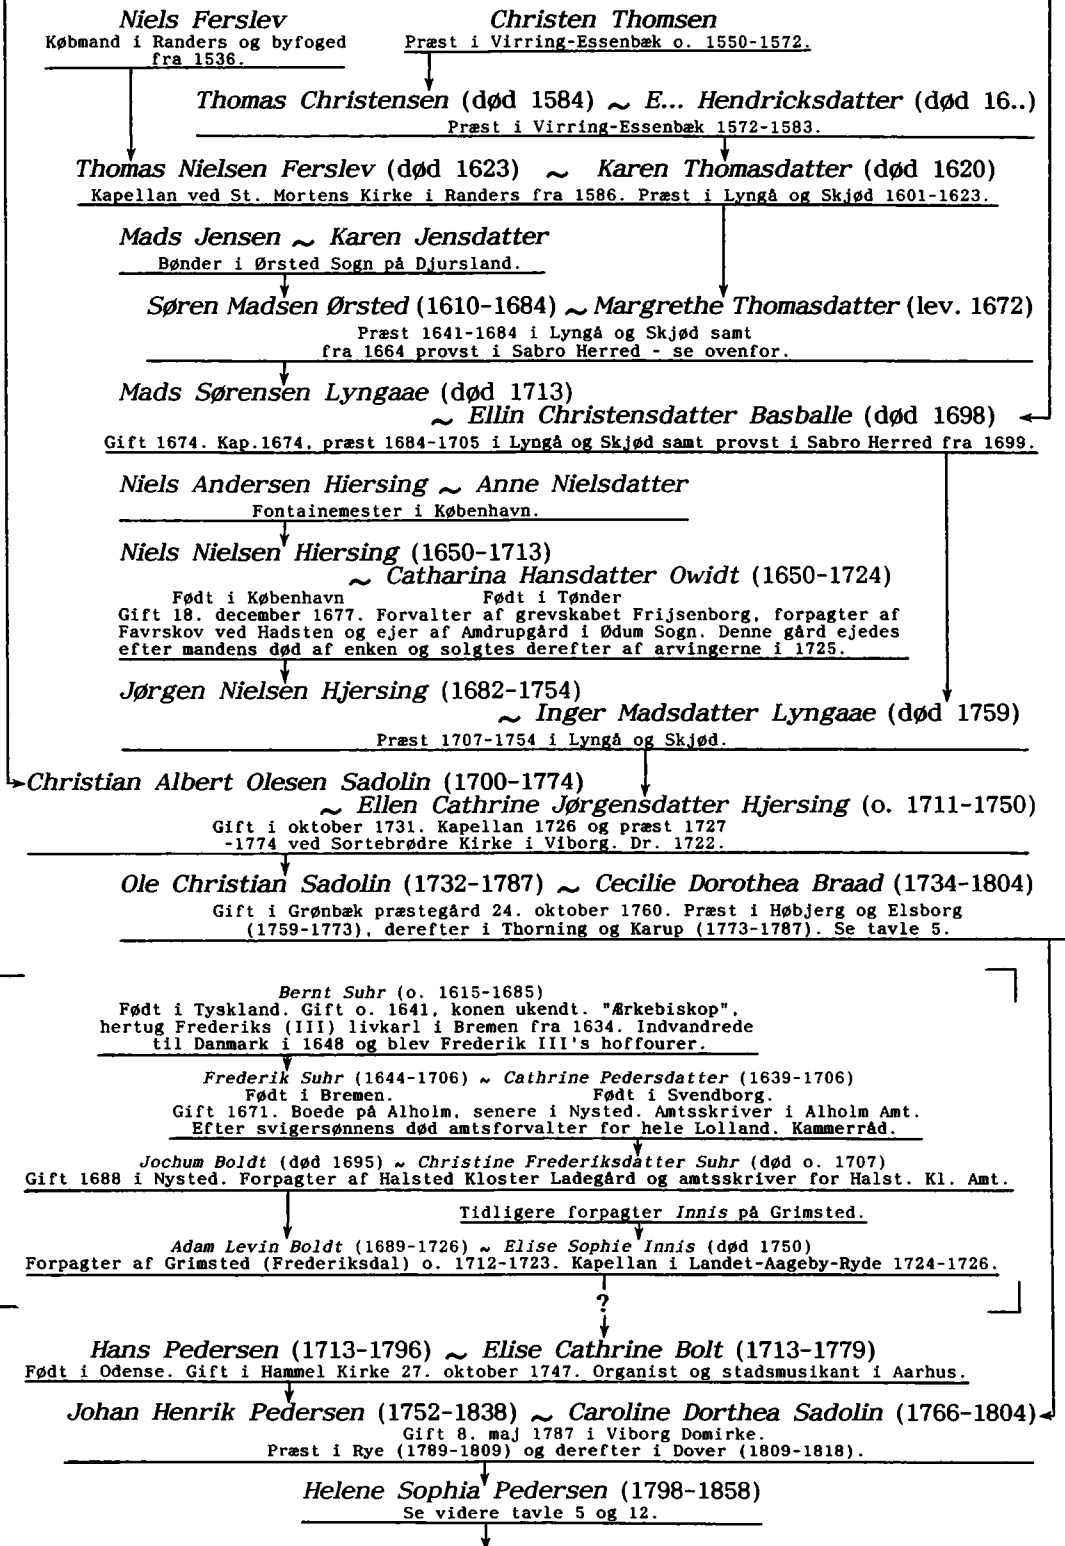 Niels Ferslev
Købmand i Randers og byfoged
fra 1536.
Christen Thomsen
Præst i Virring-Essenbæk o. 1550-1572.
Thomas Christensen (død 1584) ~ E... Hendricksdatter (død 16..)
Præst i Virring-Essenbæk 1572-1583.
Thomas Nielsen Ferslev (død 1623) ~ Karen Thomasdatter (død 1620)
Kapellan ved St. Mortens Kirke i Randers fra 1586. Præst i Lyngå og Skjød 1601-1623.
Mads Jensen ~ Karen Jensdatter
Bønder i Ørsted Sogn på Djursland.
Søren Madsen Ørsted (1610-1684) ~ Margrethe Thomasdatter (lev. 1672)
Præst 1641-1684 i Lyngå og Skjød samt
fra 1664 provst i Sabro Herred - se ovenfor.
Mads Sørensen Lyngaae (død 1713)
~ Ellin Christensdatter Basballe (død 1698)
Gift 1674. Kap.1674, præst 1684-1705 i Lyngå og Skjød samt provst i Sabro Herred fra 1699.
Niels Andersen Hiersing ~ Anne Nielsdatter
Fontainemester i København.
Niels Nielsen Hiersing (1650-1713)
~ Catharina Hansdatter Owidt (1650-1724)
Født i København Født i Tønder
Gift 18. december 1677. Forvalter af grevskabet Frijsenborg, forpagter af
Favrskov ved Hadsten og ejer af Amdrupgård i Ødum Sogn. Denne gård ejedes
efter mandens død af enken og solgtes derefter af arvingerne i 1725.
Jørgen Nielsen Hjersing (1682-1754)
~ Inger Madsdatter Lyngaae (død 1759)
Præst 1707-1754 i Lyngå og Skjød.
Christian Albert Olesen Sadolin (1700-1774)
~ Ellen Cathrine Jørgensdatter Hjersing (o. 1711-1750)
Gift i oktober 1731. Kapellan 1726 og præst 1727
-1774 ved Sortebrødre Kirke i Viborg. Dr. 1722.
Ole Christian Sadolin (1732-1787) ~ Cecilie Dorothea Braad (1734-1804)
Gift i Grønbæk præstegård 24. oktober 1760. Præst i Høbjerg og Elsborg
(1759-1773), derefter i Thorning og Karup (1773-1787). Se tavle 5.
Bernt Suhr (o. 1615-1685)
Født i Tyskland. Gift o. 1641, konen ukendt. "Ærkebiskop",
hertug Frederiks (III) livkarl i Bremen fra 1634. Indvandrede
til Danmark i 1648 og blev Frederik III's hoffourer.
Frederik Suhr (1644-1706) ~ Cathrine Pedersdatter (1639-1706)
Født i Bremen. Født i Svendborg.
Gift 1671. Boede på Alholm, senere i Nysted. Amtsskriver i Alholm Amt.
Efter svigersønnens død amtsforvalter for hele Lolland. Kammerråd.
Jochum Boldt (død 1695) ~ Christine Frederiksdatter Suhr (død o. 1707)
Gift 1688 i Nysted. Forpagter af Halsted Kloster Ladegård og amtsskriver for Halst. Kl. Amt.
Tidligere forpagter Innis på Grimsted.
Adam Levin Boldt (1689-1726) ~ Elise Sophie Innis (død 1750)
Forpagter af Grimsted (Frederiksdal) o. 1712-1723. Kapellan i Landet-Aageby-Ryde 1724-1726.
?
Hans Pedersen (1713-1796) ~ Elise Cathrine Bolt (1713-1779)
Født i Odense. Gift i Hammel Kirke 27. oktober 1747. Organist og stadsmusikant i Aarhus.
Johan Henrik Pedersen (1752-1838) ~ Caroline Dorthea Sadolin (1766-1804)
Gift 8. maj 1787 i Viborg Domirke.
Præst i Rye (1789-1809) og derefter i Dover (1809-1818).
Helene Sophia Pedersen (1798-1858)
Se videre tavle 5 og 12.